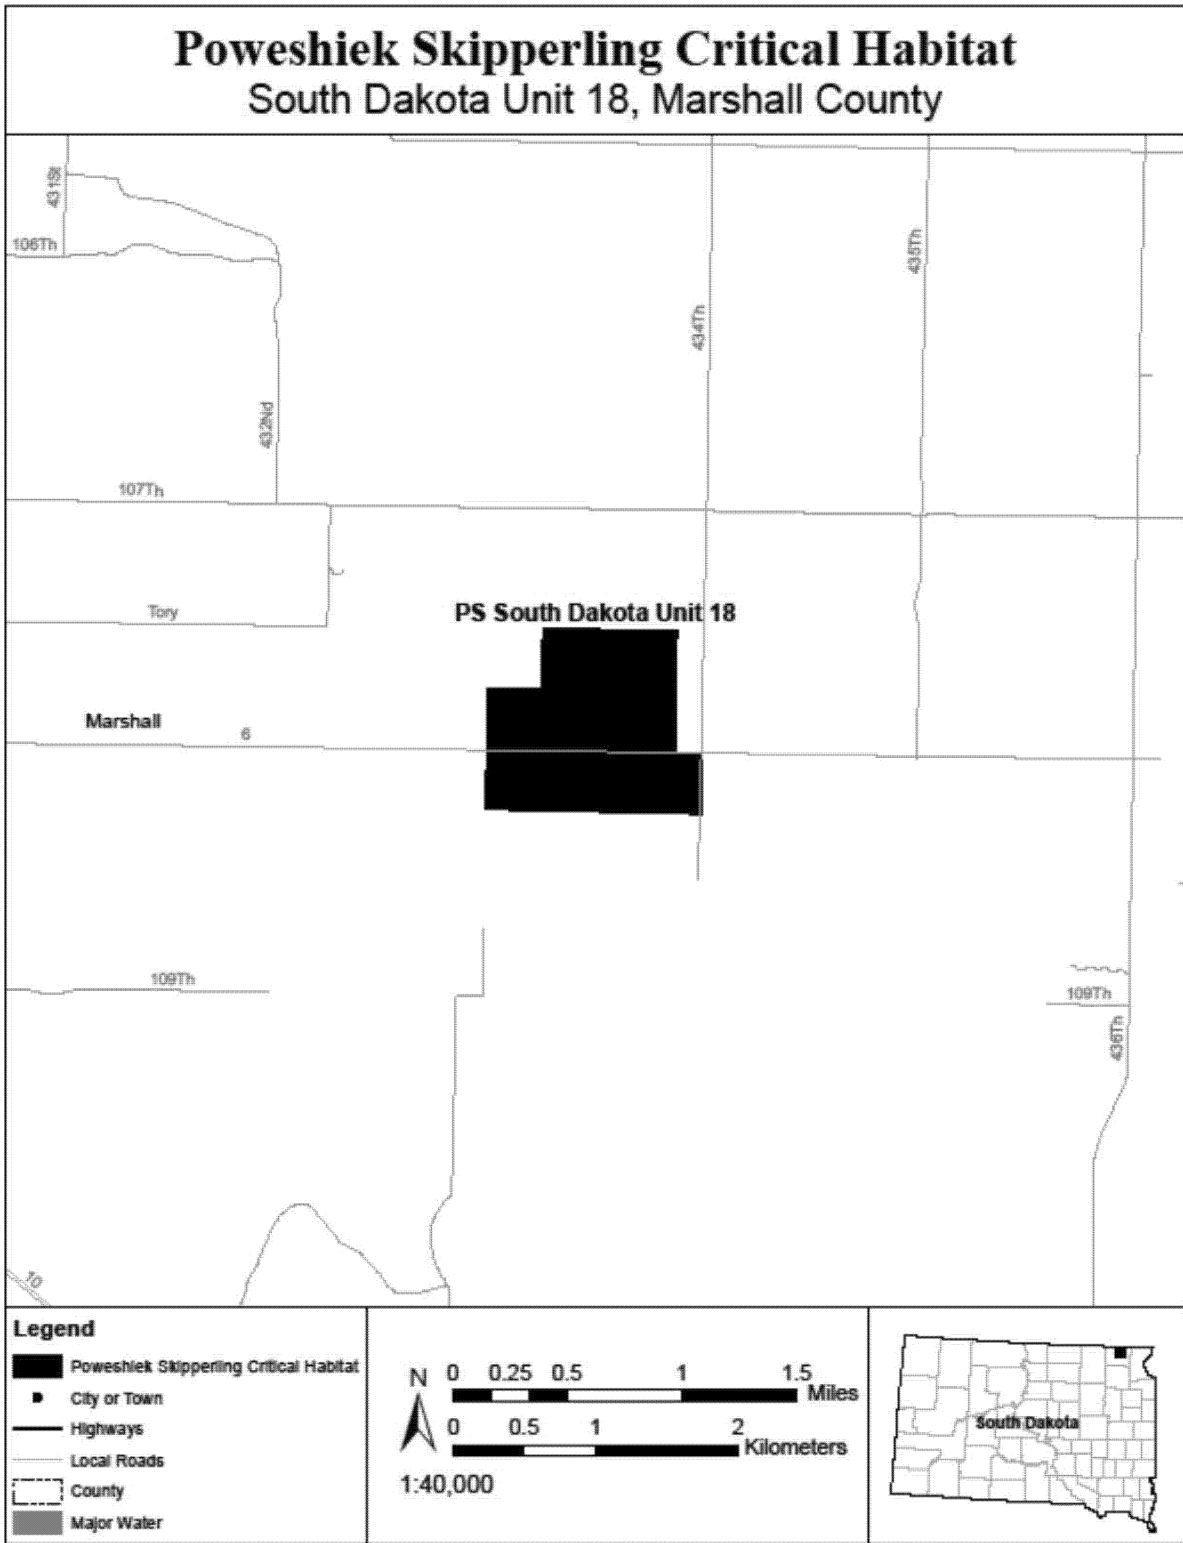 Poweshiek Skipperling Critical Habitat
South Dakota Unit 18, Marshall County
431St
106Th
435Th
434Th
432Nd
107Th
Tory
PS South Dakota Unit 18
Marshall
6
109Th
109Th
436Th
10
Legend
Poweshiek Skipperling Critical Habitat
City or Town
Highways
Local Roads
County
Major Water
N
0 0.25 0.5 1 1.5
Miles
0 0.5 1 2
Kilometers
1:40,000
South Dakota